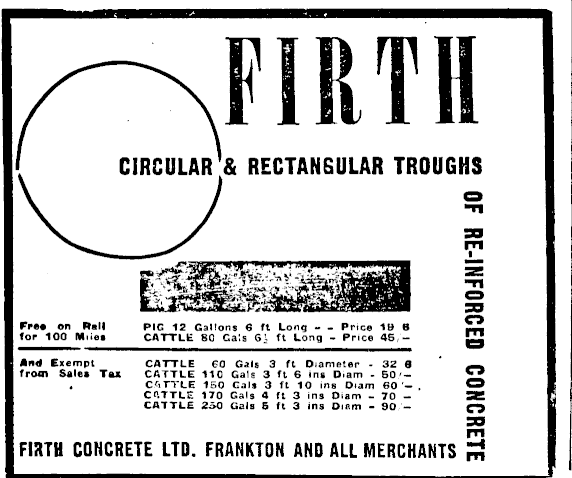 FIRTH
CIRCULAR & RECTANGULAR TROUGHS
OF RE-INFORCED CONCRETE
Free on Rail
for 100 Miles
PIG 12 Gallons 6 ft Long - - Price 19 6
CATTLE 80 Gals 6½ ft Long - Price 45/-
And Exempt
from Sales Tax
CATTLE 60 Gals 3 ft Diameter - 32 6
CATTLE 110 Gals 3 ft 6 ins Diam - 50/-
CATTLE 150 Gals 3 ft 10 ins Diam 60/-
CATTLE 170 Gals 4 ft 3 ins Diam - 70/-
CATTLE 250 Gals 5 ft 3 ins Diam - 90/-
FIRTH CONCRETE LTD. FRANKTON AND ALL MERCHANTS